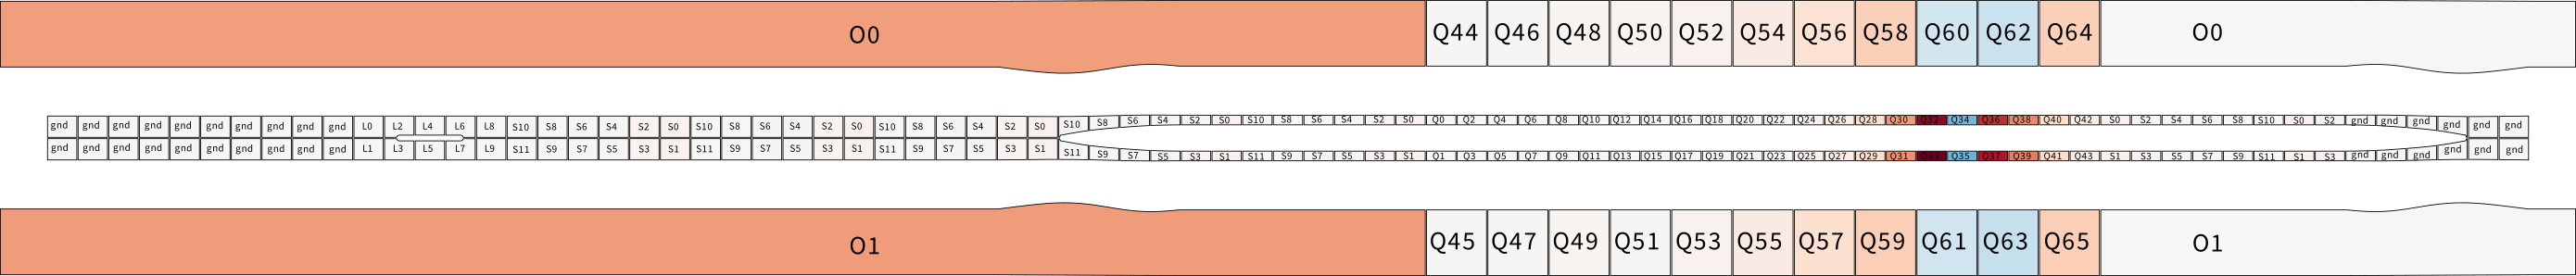 O0 Q44 Q46 Q48 Q50 Q52 Q54 Q56 Q58 Q60 Q62 Q64 O0
gnd gnd gnd gnd gnd gnd gnd gnd gnd gnd L0 L2 L4 L6 L8 S10 S8 S6 S4 S2 S0 S10 S8 S6 S4 S2 S0 S10 S8 S6 S4 S2 S0 S10 S8 S6 S4 S2 S0 S10 S8 S6 S4 S2 S0 Q0 Q2 Q4 Q6 Q8 Q10 Q12 Q14 Q16 Q18 Q20 Q22 Q24 Q26 Q28 Q30 Q32 Q34 Q36 Q38 Q40 Q42 S0 S2 S4 S6 S8 S10 S0 S2 gnd gnd gnd gnd gnd gnd
gnd gnd gnd gnd gnd gnd gnd gnd gnd gnd L1 L3 L5 L7 L9 S11 S9 S7 S5 S3 S1 S11 S9 S7 S5 S3 S1 S11 S9 S7 S5 S3 S1 S11 S9 S7 S5 S3 S1 S11 S9 S7 S5 S3 S1 Q1 Q3 Q5 Q7 Q9 Q11 Q13 Q15 Q17 Q19 Q21 Q23 Q25 Q27 Q29 Q31 Q33 Q35 Q37 Q39 Q41 Q43 S1 S3 S5 S7 S9 S11 S1 S3 gnd gnd gnd gnd gnd gnd
O1 Q45 Q47 Q49 Q51 Q53 Q55 Q57 Q59 Q61 Q63 Q65 O1